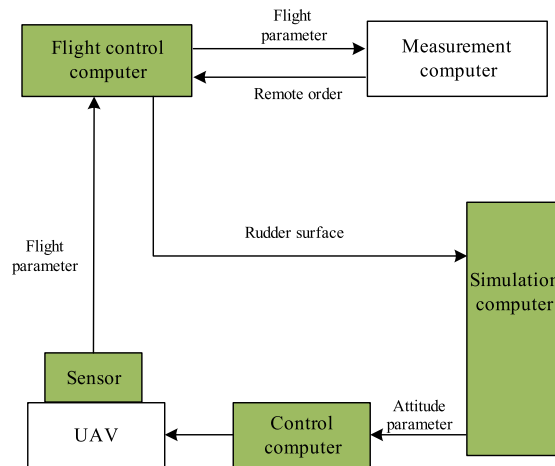 Flight control
computer
Flight
parameter
Remote order
Measurement
computer
Rudder surface
Flight
parameter
Simulation
computer
Sensor
UAV
Control
computer
Attitude
parameter